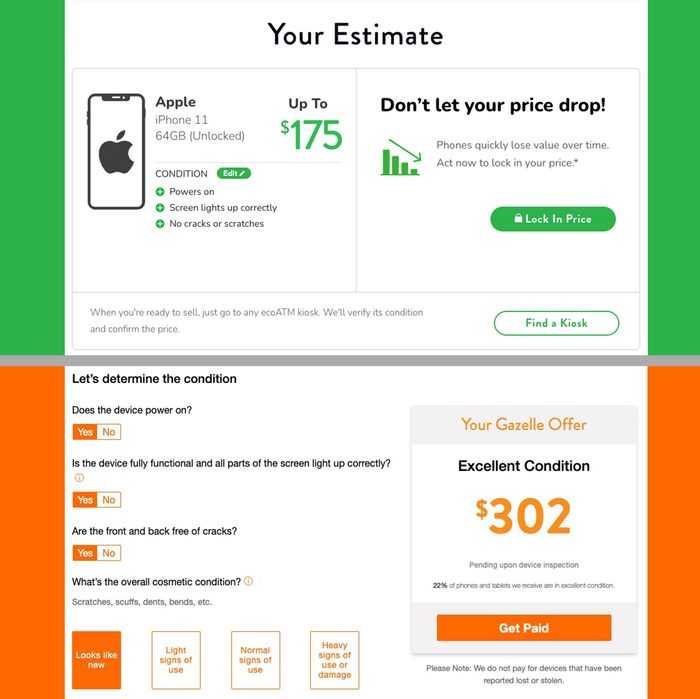 Your Estimate
Apple
iPhone 11
64GB (Unlocked)
Up To
$175
CONDITION Edit
Powers on
Screen lights up correctly
No cracks or scratches
Don’t let your price drop!
Phones quickly lose value over time.
Act now to lock in your price.*
Lock In Price
When you're ready to sell, just go to any ecoATM kiosk. We'll verify its condition
and confirm the price.
Find a Kiosk
Let’s determine the condition
Does the device power on?
Yes No
Is the device fully functional and all parts of the screen light up correctly?
Yes No
Are the front and back free of cracks?
Yes No
What’s the overall cosmetic condition?
Scratches, scuffs, dents, bends, etc.
Looks like
new
Light
signs of
use
Normal
signs of
use
Heavy
signs of
use or
damage
Your Gazelle Offer
Excellent Condition
$302
Pending upon device inspection
22% of phones and tablets we receive are in excellent condition.
Get Paid
Please Note: We do not pay for devices that have been
reported lost or stolen.